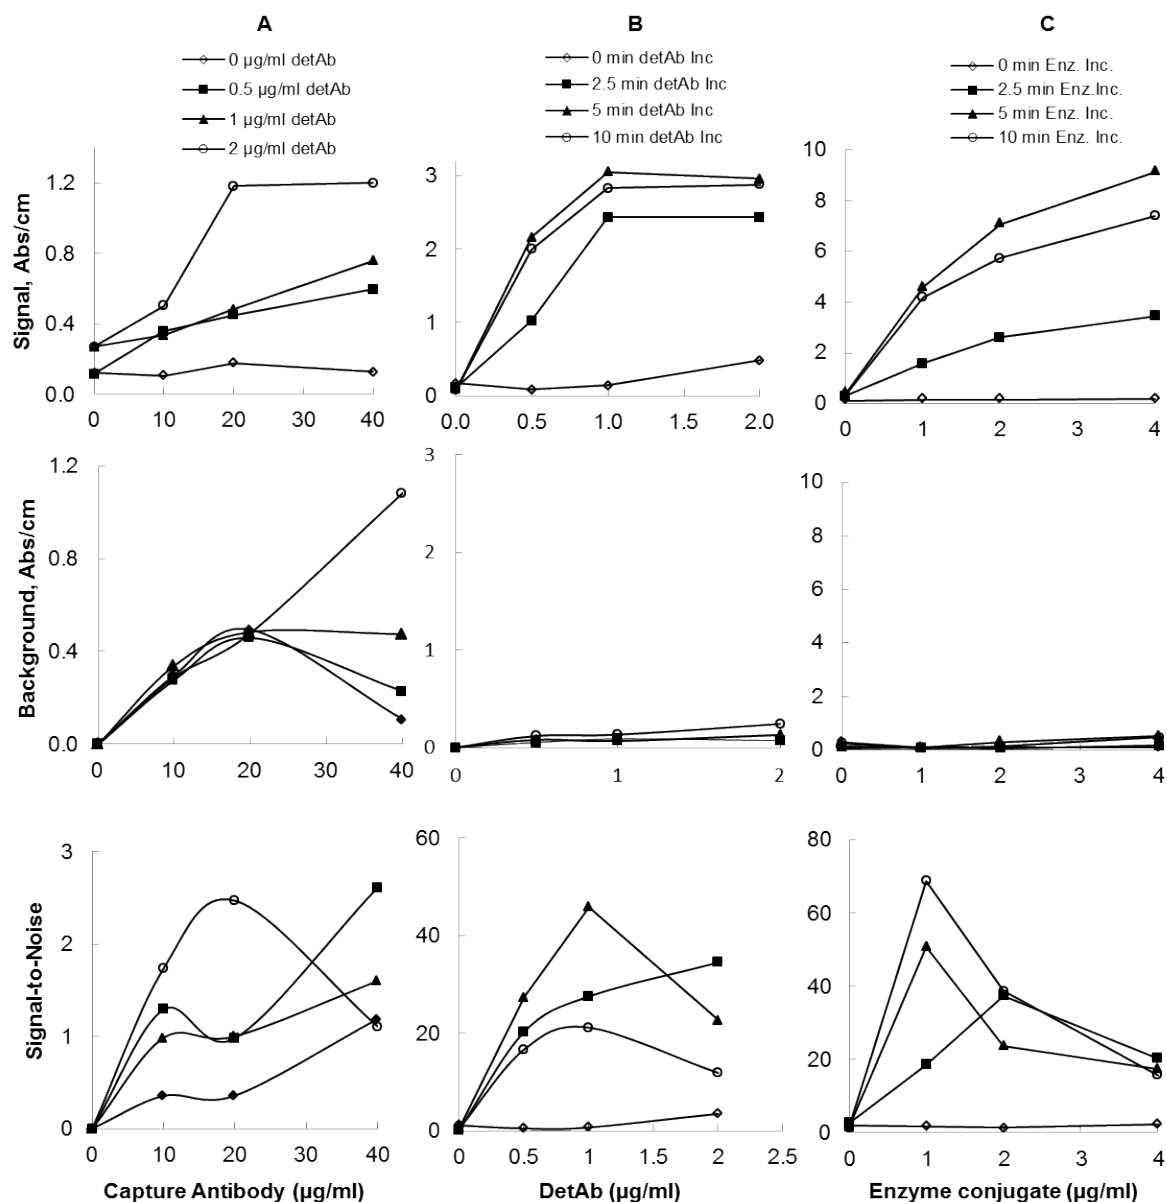 A
0 µg/ml detAb
0.5 µg/ml detAb
1 µg/ml detAb
2 µg/ml detAb
B
0 min detAb Inc
2.5 min detAb Inc
5 min detAb Inc
10 min detAb Inc
C
0 min Enz. Inc.
2.5 min Enz.Inc.
5 min Enz. Inc.
10 min Enz. Inc.
Signal, Abs/cm
1.2
0.8
0.4
0.0
0 10 20 30 40
3
2
1
0
0.0 0.5 1.0 1.5 2.0
10
8
6
4
2
0
0 1 2 3 4
Background, Abs/cm
1.2
0.8
0.4
0.0
0 10 20 30 40
3
2
1
0
0 1 2
10
8
6
4
2
0
0 1 2 3 4
Signal-to-Noise
3
2
1
0
0 10 20 30 40
Capture Antibody (µg/ml)
60
40
20
0
0 0.5 1 1.5 2 2.5
DetAb (µg/ml)
80
60
40
20
0
0 1 2 3 4
Enzyme conjugate (µg/ml)